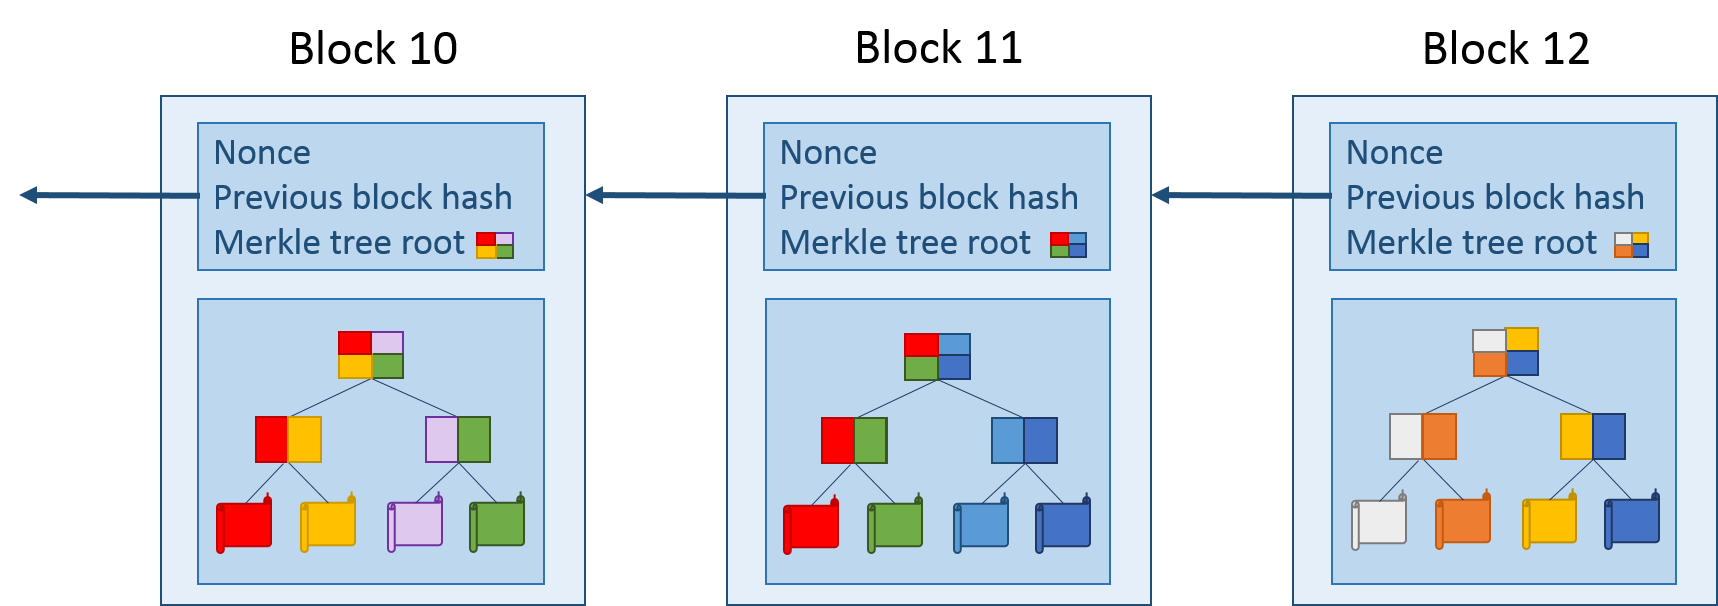 Block 10
Nonce
Previous block hash
Merkle tree root
Block 11
Nonce
Previous block hash
Merkle tree root
Block 12
Nonce
Previous block hash
Merkle tree root